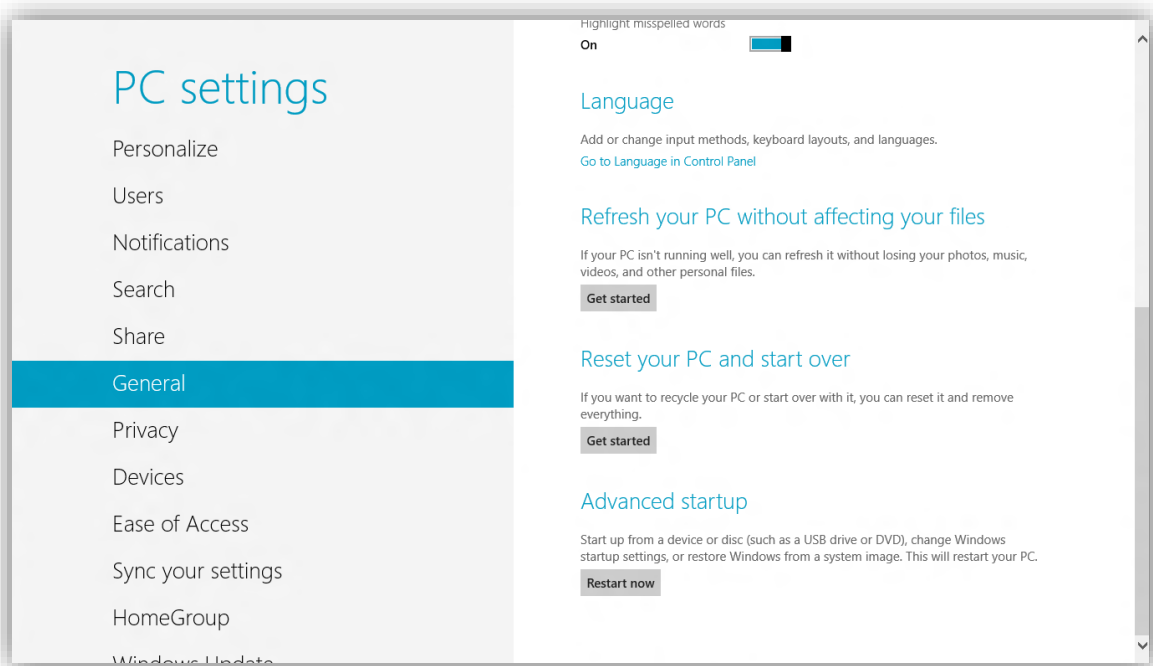 PC settings
Personalize
Users
Notifications
Search
Share
General
Privacy
Devices
Ease of Access
Sync your settings
HomeGroup
Windows Update
Highlight misspelled words
On
Language
Add or change input methods, keyboard layouts, and languages.
Go to Language in Control Panel
Refresh your PC without affecting your files
If your PC isn't running well, you can refresh it without losing your photos, music,
videos, and other personal files.
Get started
Reset your PC and start over
If you want to recycle your PC or start over with it, you can reset it and remove
everything.
Get started
Advanced startup
Start up from a device or disc (such as a USB drive or DVD), change Windows
startup settings, or restore Windows from a system image. This will restart your PC.
Restart now